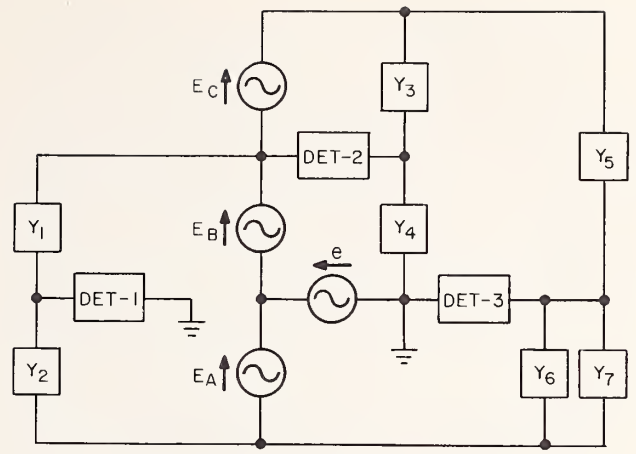 E_C
Y_3
DET-2
Y_5
Y_1
E_B
Y_4
e
DET-1
DET-3
Y_2
E_A
Y_6
Y_7